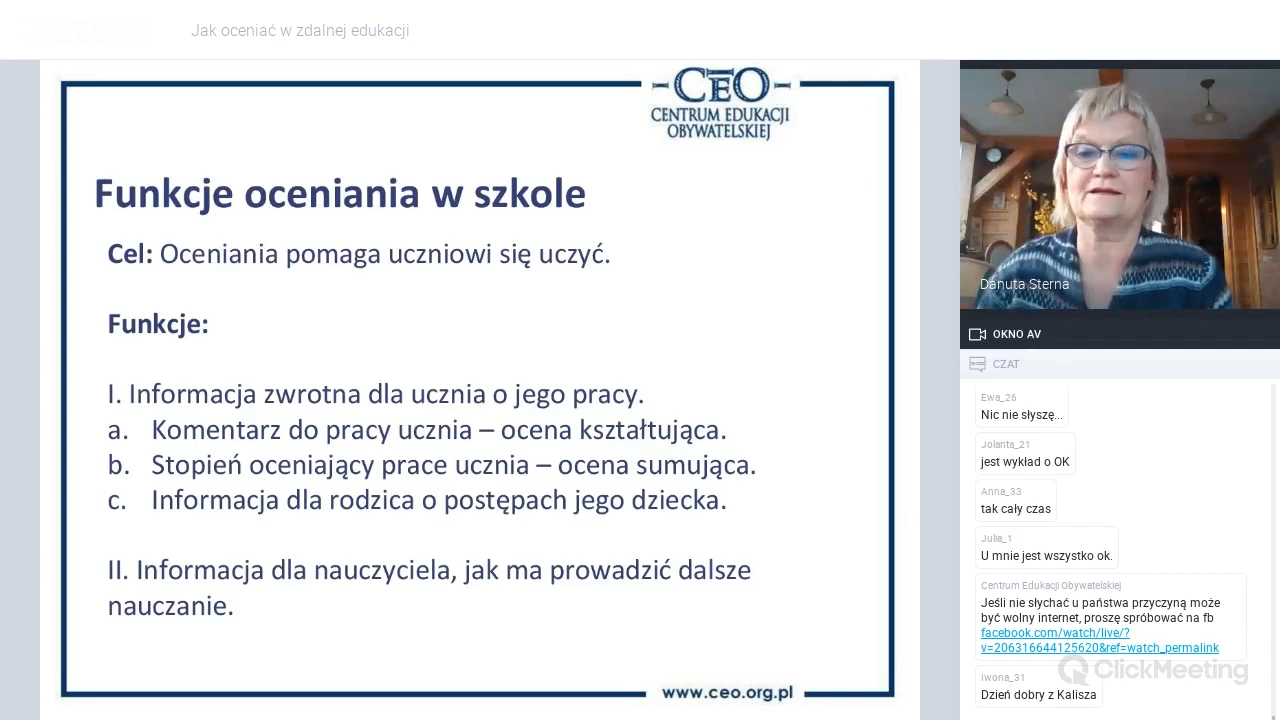 Jak oceniać w zdalnej edukacji
CEO
CENTRUM EDUKACJI
OBYWATELSKIEJ
Funkcje oceniania w szkole
Cel: Oceniania pomaga uczniowi się uczyć.
Funkcje:
I. Informacja zwrotna dla ucznia o jego pracy.
a. Komentarz do pracy ucznia – ocena kształtująca.
b. Stopień oceniający prace ucznia – ocena sumująca.
c. Informacja dla rodzica o postępach jego dziecka.
II. Informacja dla nauczyciela, jak ma prowadzić dalsze
nauczanie.
www.ceo.org.pl
Danuta Sterna
OKNO AV
CZAT
Ewa_26
Nic nie słyszę...
Jolanta_21
jest wykład o OK
Anna_33
tak cały czas
Julia_1
U mnie jest wszystko ok.
Centrum Edukacji Obywatelskiej
Jeśli nie słychać u państwa przyczyną może
być wolny internet, proszę spróbować na fb
facebook.com/watch/live/?
v=206316644125620&ref=watch_permalink
iwona_31
Dzień dobry z Kalisza
ClickMeeting